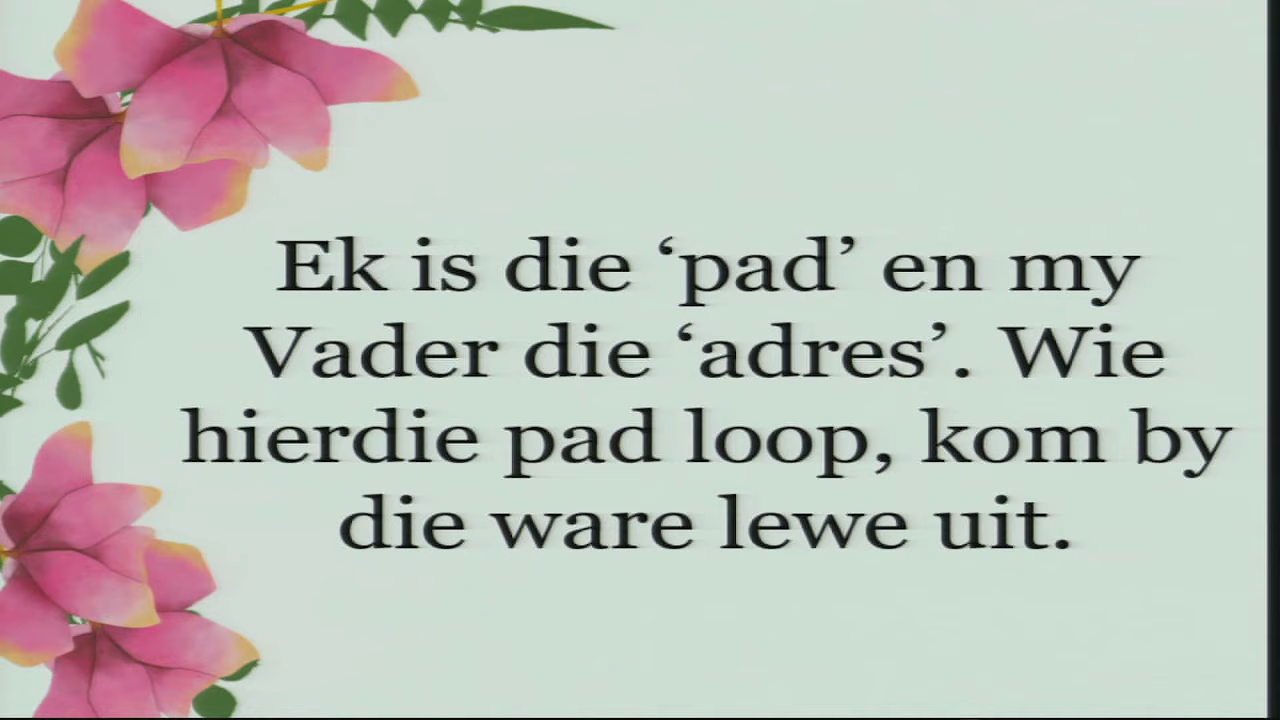 Ek is die ‘pad’ en my
Vader die ‘adres’. Wie
hierdie pad loop, kom by
die ware lewe uit.